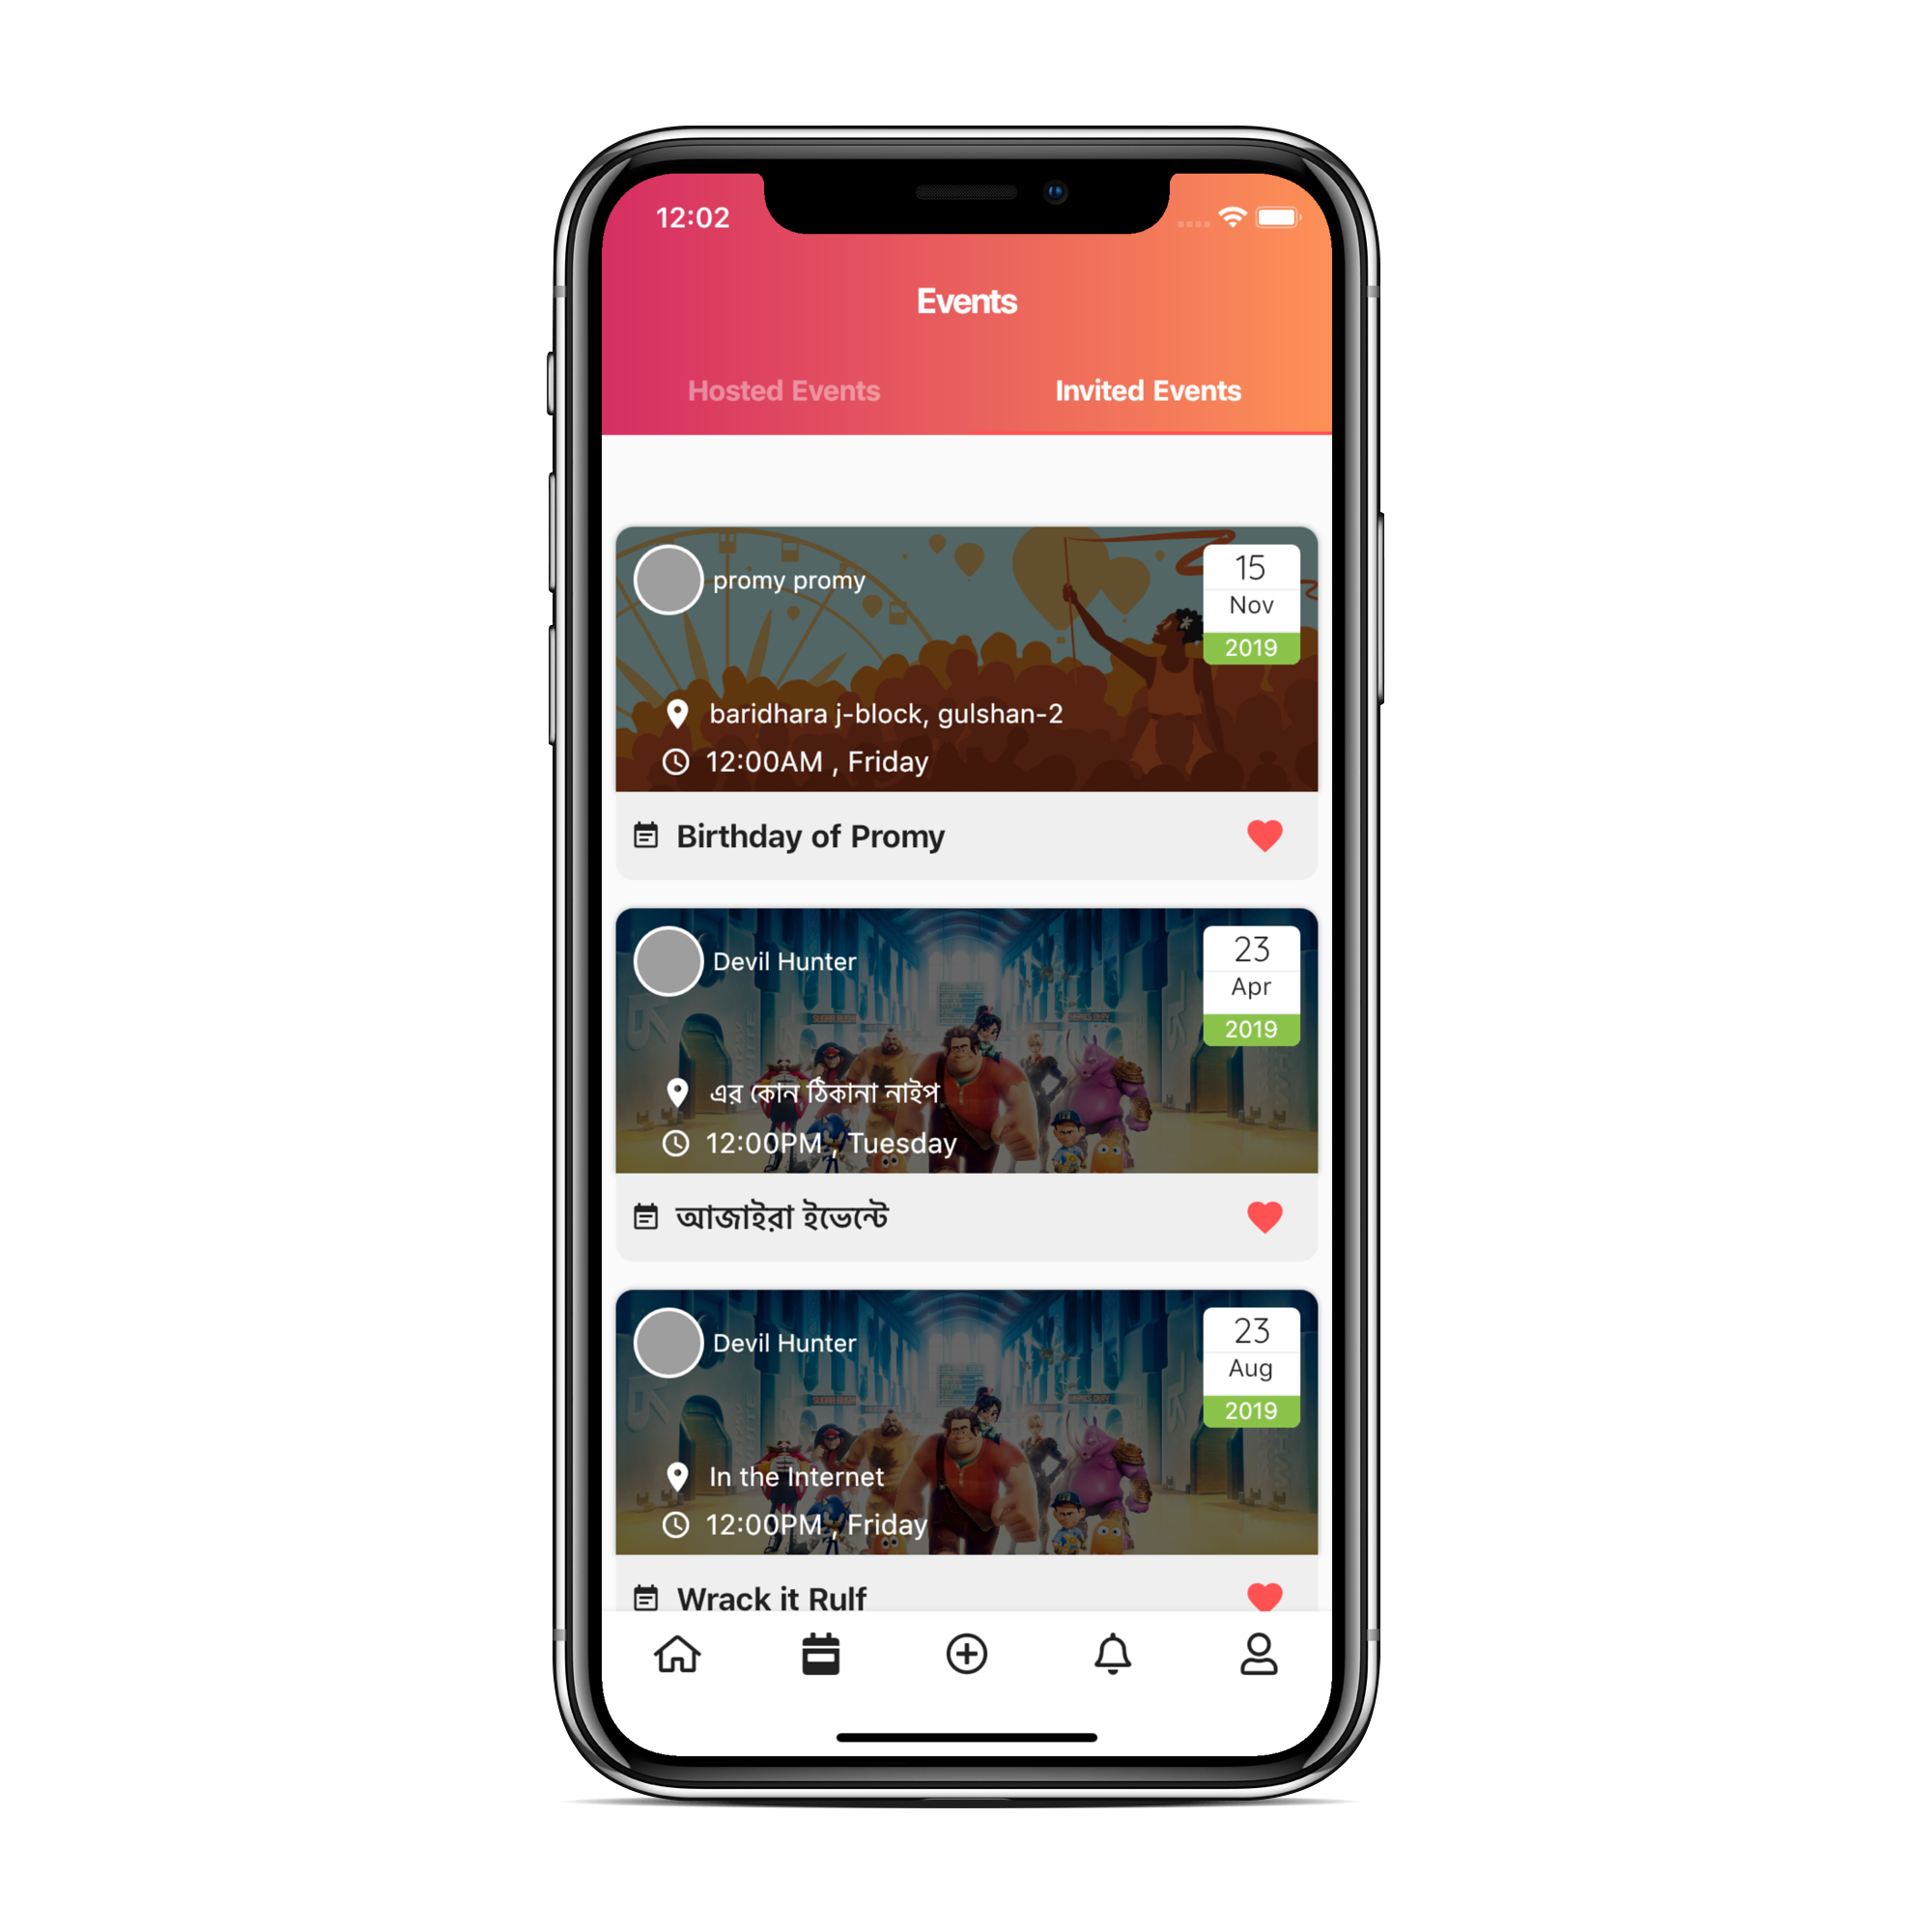 12:02
Events
Hosted Events
Invited Events
promy promy
15
Nov
2019
baridhara j-block, gulshan-2
12:00AM , Friday
Birthday of Promy
Devil Hunter
23
Apr
2019
এর কোন ঠিকানা নাইপ
12:00PM , Tuesday
আজাইরা ইভেন্টে
Devil Hunter
23
Aug
2019
In the Internet
12:00PM , Friday
Wrack it Rulf